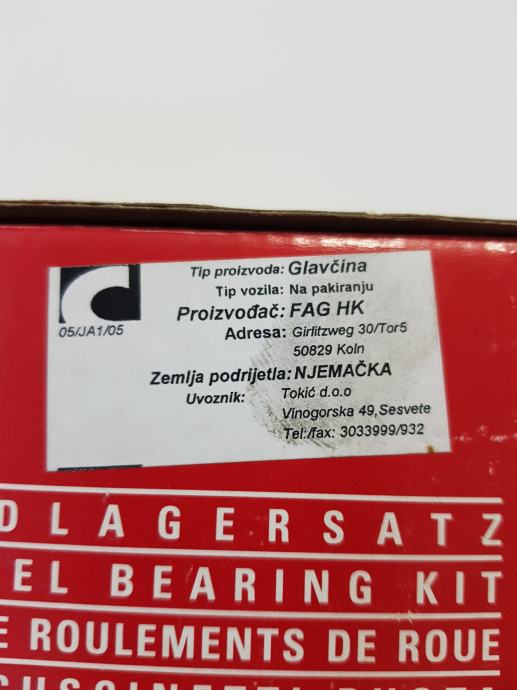 Tip proizvoda: Glavčina
Tip vozila: Na pakiranju
Proizvođač: FAG HK
05/JA1/05
Adresa: Girlitzweg 30/Tor5
50829 Koln
Zemlja podrijetla: NJEMAČKA
Uvoznik: Tokić d.o.o
Vinogorska 49, Sesvete
Tel:/fax: 3033999/932
DLAGERSATZ
EL BEARING KIT
E ROULEMENTS DE ROUE